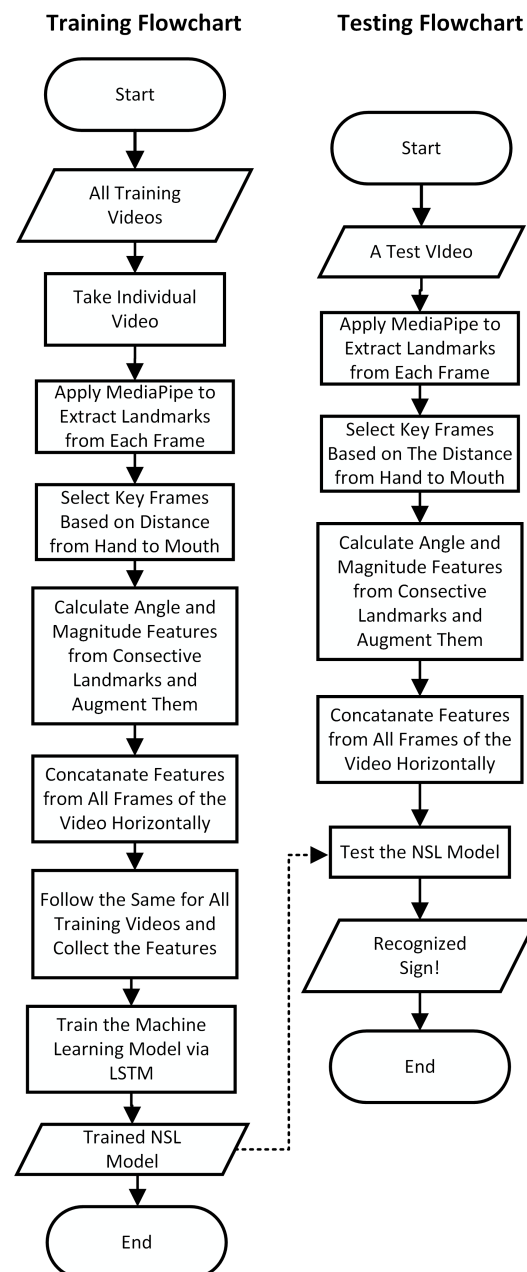 Training Flowchart
Start
All Training
Videos
Take Individual
Video
Apply MediaPipe to
Extract Landmarks
from Each Frame
Select Key Frames
Based on Distance
from Hand to Mouth
Calculate Angle and
Magnitude Features
from Consective
Landmarks and
Augment Them
Concatanate Features
from All Frames of the
Video Horizontally
Follow the Same for All
Training Videos and
Collect the Features
Train the Machine
Learning Model via
LSTM
Trained NSL
Model
End
Testing Flowchart
Start
A Test VIdeo
Apply MediaPipe to
Extract Landmarks
from Each Frame
Select Key Frames
Based on The Distance
from Hand to Mouth
Calculate Angle and
Magnitude Features
from Consective
Landmarks and
Augment Them
Concatanate Features
from All Frames of the
Video Horizontally
Test the NSL Model
Recognized
Sign!
End